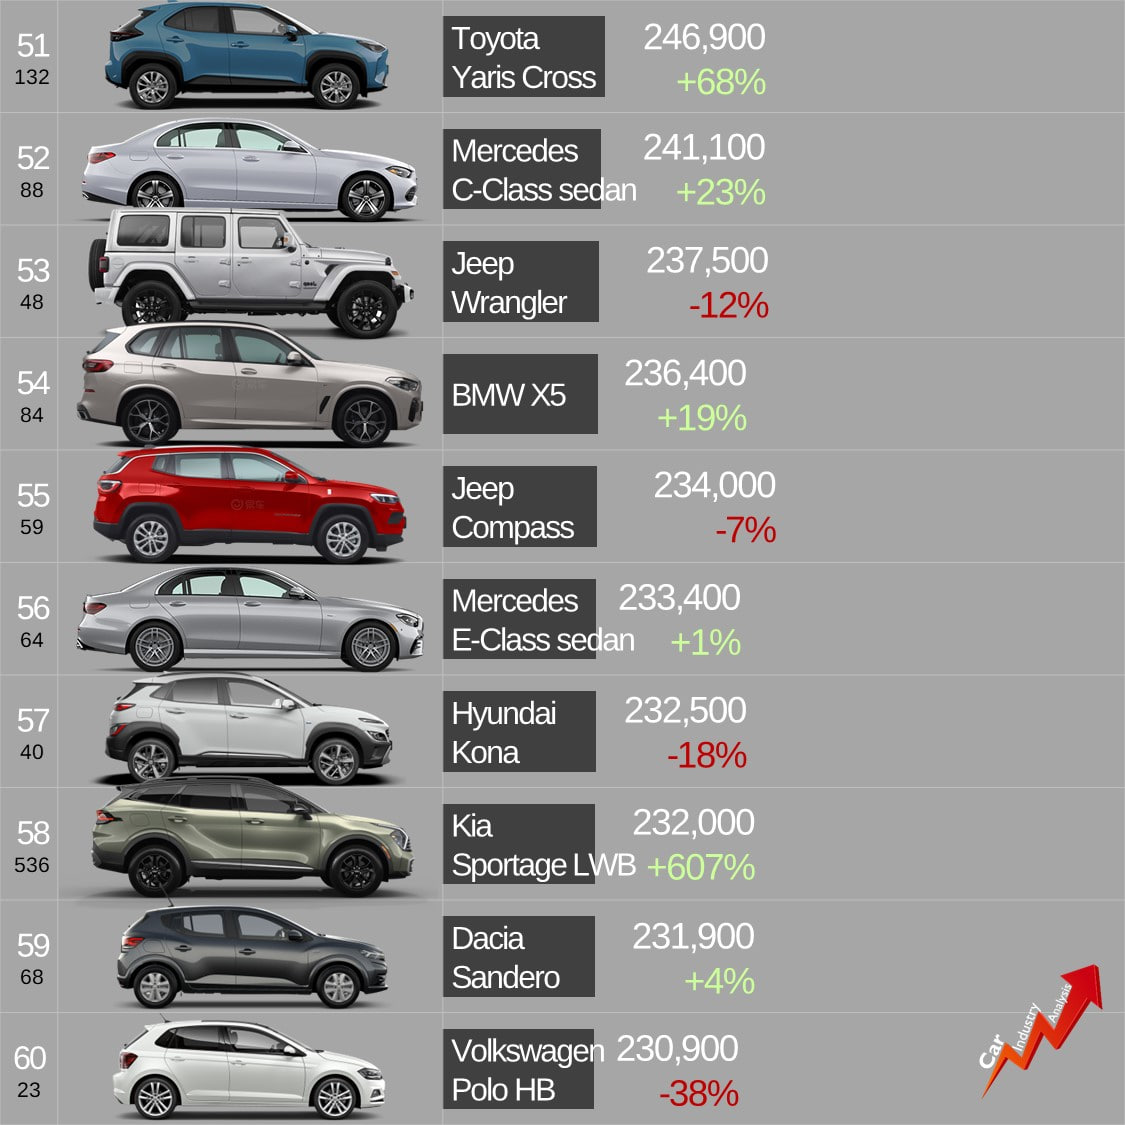 51
132
Toyota
Yaris Cross
246,900
+68%
52
88
Mercedes
C-Class sedan
241,100
+23%
53
48
Jeep
Wrangler
237,500
-12%
54
84
BMW X5
236,400
+19%
55
59
Jeep
Compass
234,000
-7%
56
64
Mercedes
E-Class sedan
233,400
+1%
57
40
Hyundai
Kona
232,500
-18%
58
536
Kia
Sportage LWB
232,000
+607%
59
68
Dacia
Sandero
231,900
+4%
60
23
Volkswagen
Polo HB
230,900
-38%
Car
Industry
Analysis